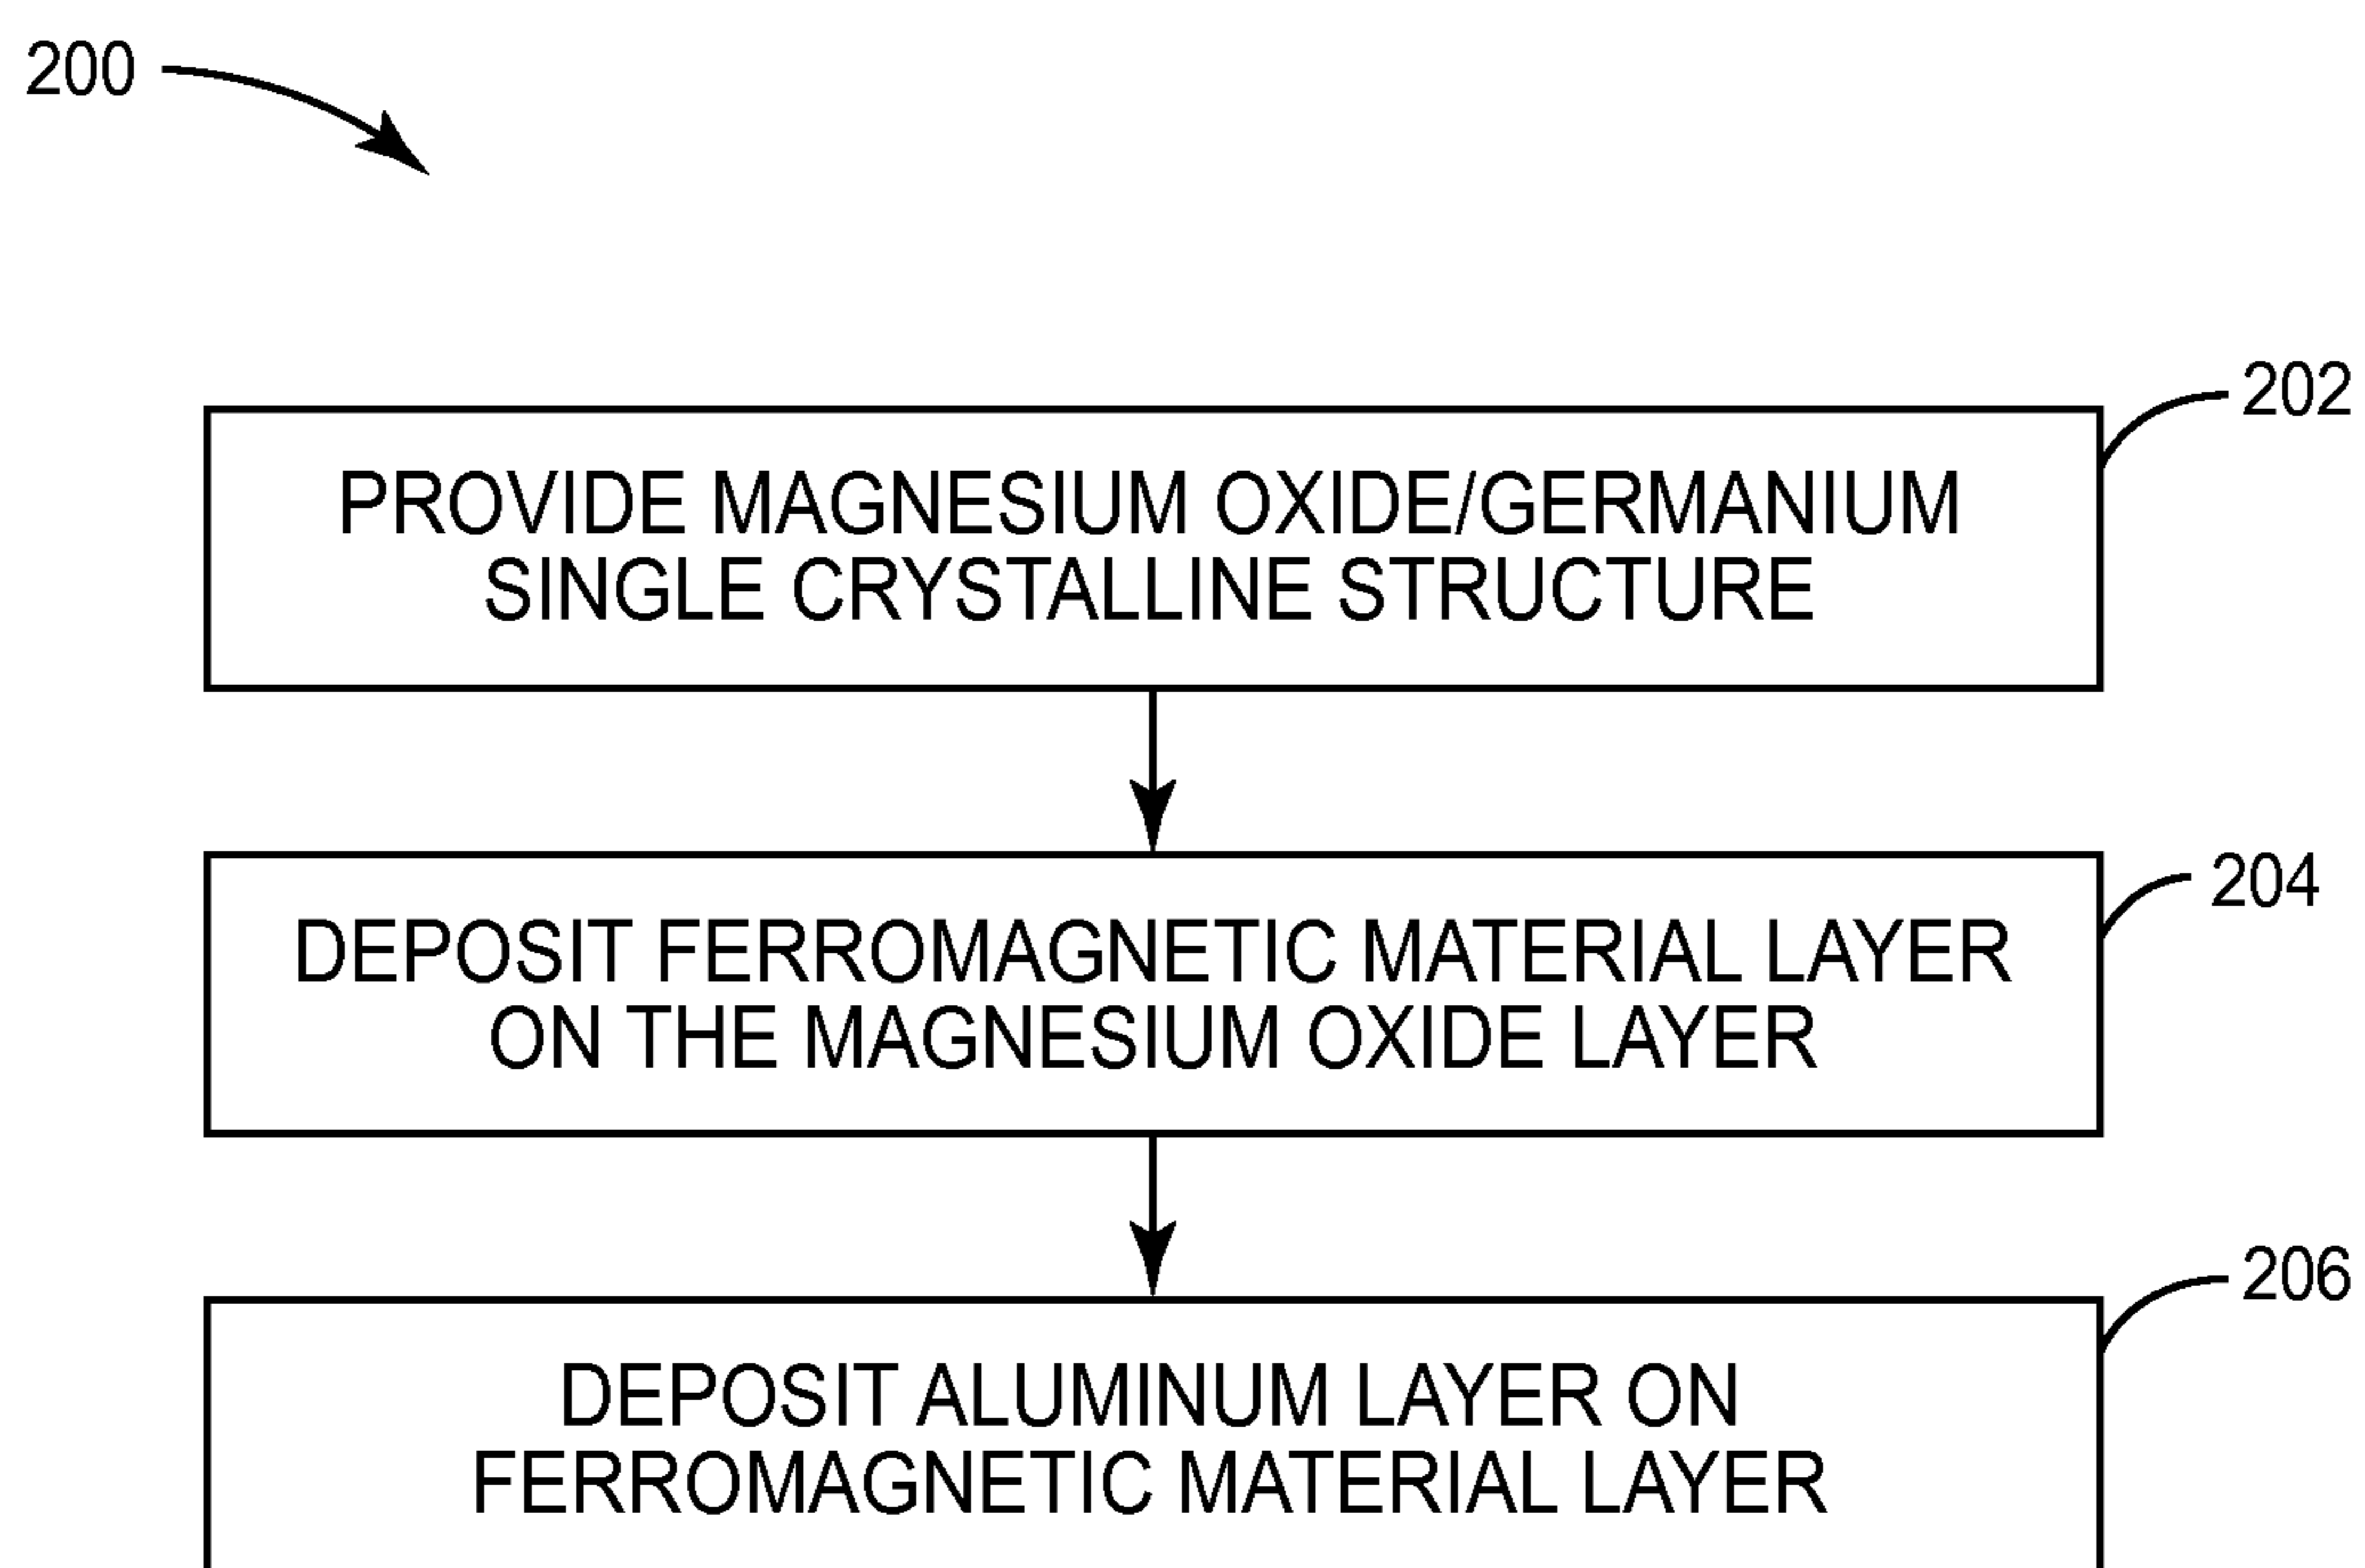 200
202
PROVIDE MAGNESIUM OXIDE/GERMANIUM
SINGLE CRYSTALLINE STRUCTURE
204
DEPOSIT FERROMAGNETIC MATERIAL LAYER
ON THE MAGNESIUM OXIDE LAYER
206
DEPOSIT ALUMINUM LAYER ON
FERROMAGNETIC MATERIAL LAYER